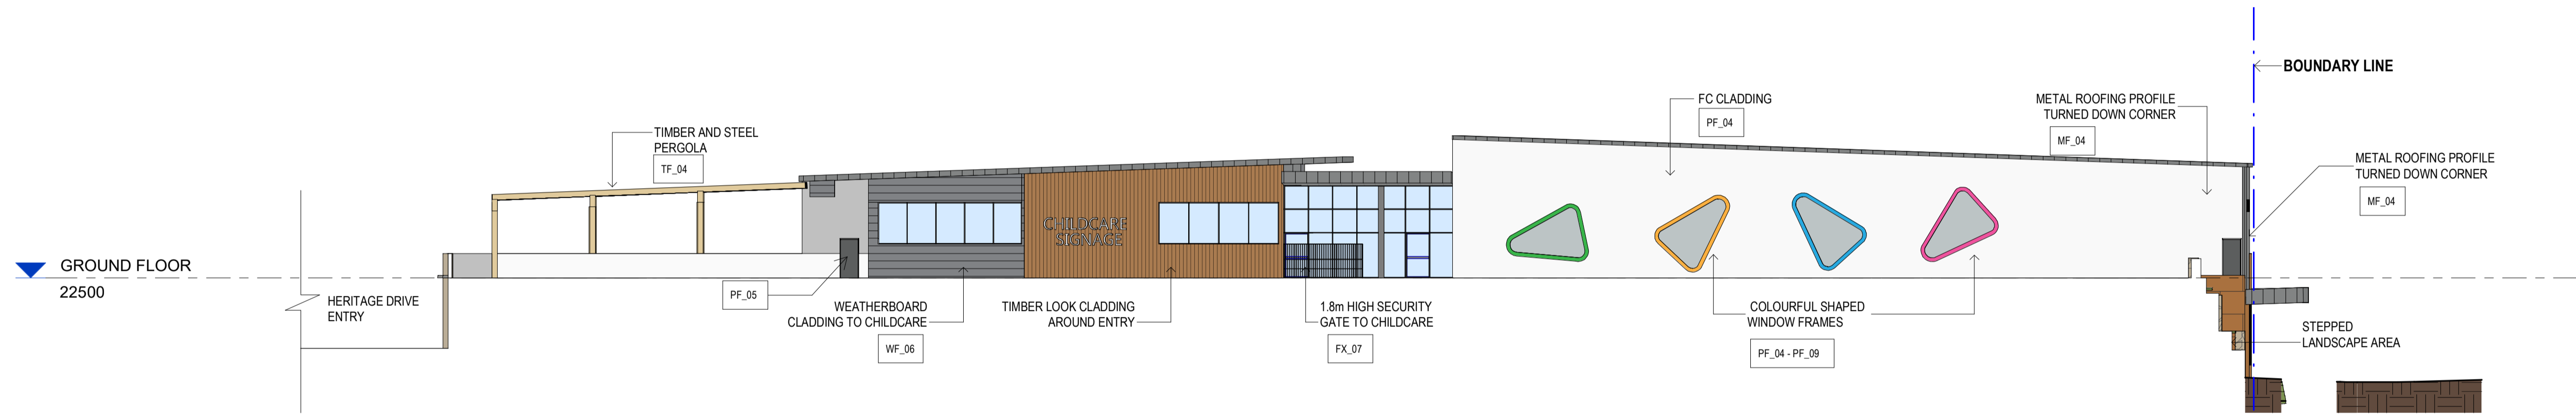 BOUNDARY LINE
FC CLADDING
PF_04
METAL ROOFING PROFILE
TURNED DOWN CORNER
MF_04
TIMBER AND STEEL
PERGOLA
TF_04
METAL ROOFING PROFILE
TURNED DOWN CORNER
MF_04
CHILDCARE
SIGNAGE
GROUND FLOOR
22500
HERITAGE DRIVE
ENTRY
PF_05
WEATHERBOARD
CLADDING TO CHILDCARE
WF_06
TIMBER LOOK CLADDING
AROUND ENTRY
1.8m HIGH SECURITY
GATE TO CHILDCARE
FX_07
COLOURFUL SHAPED
WINDOW FRAMES
PF_04 - PF_09
STEPPED
LANDSCAPE AREA